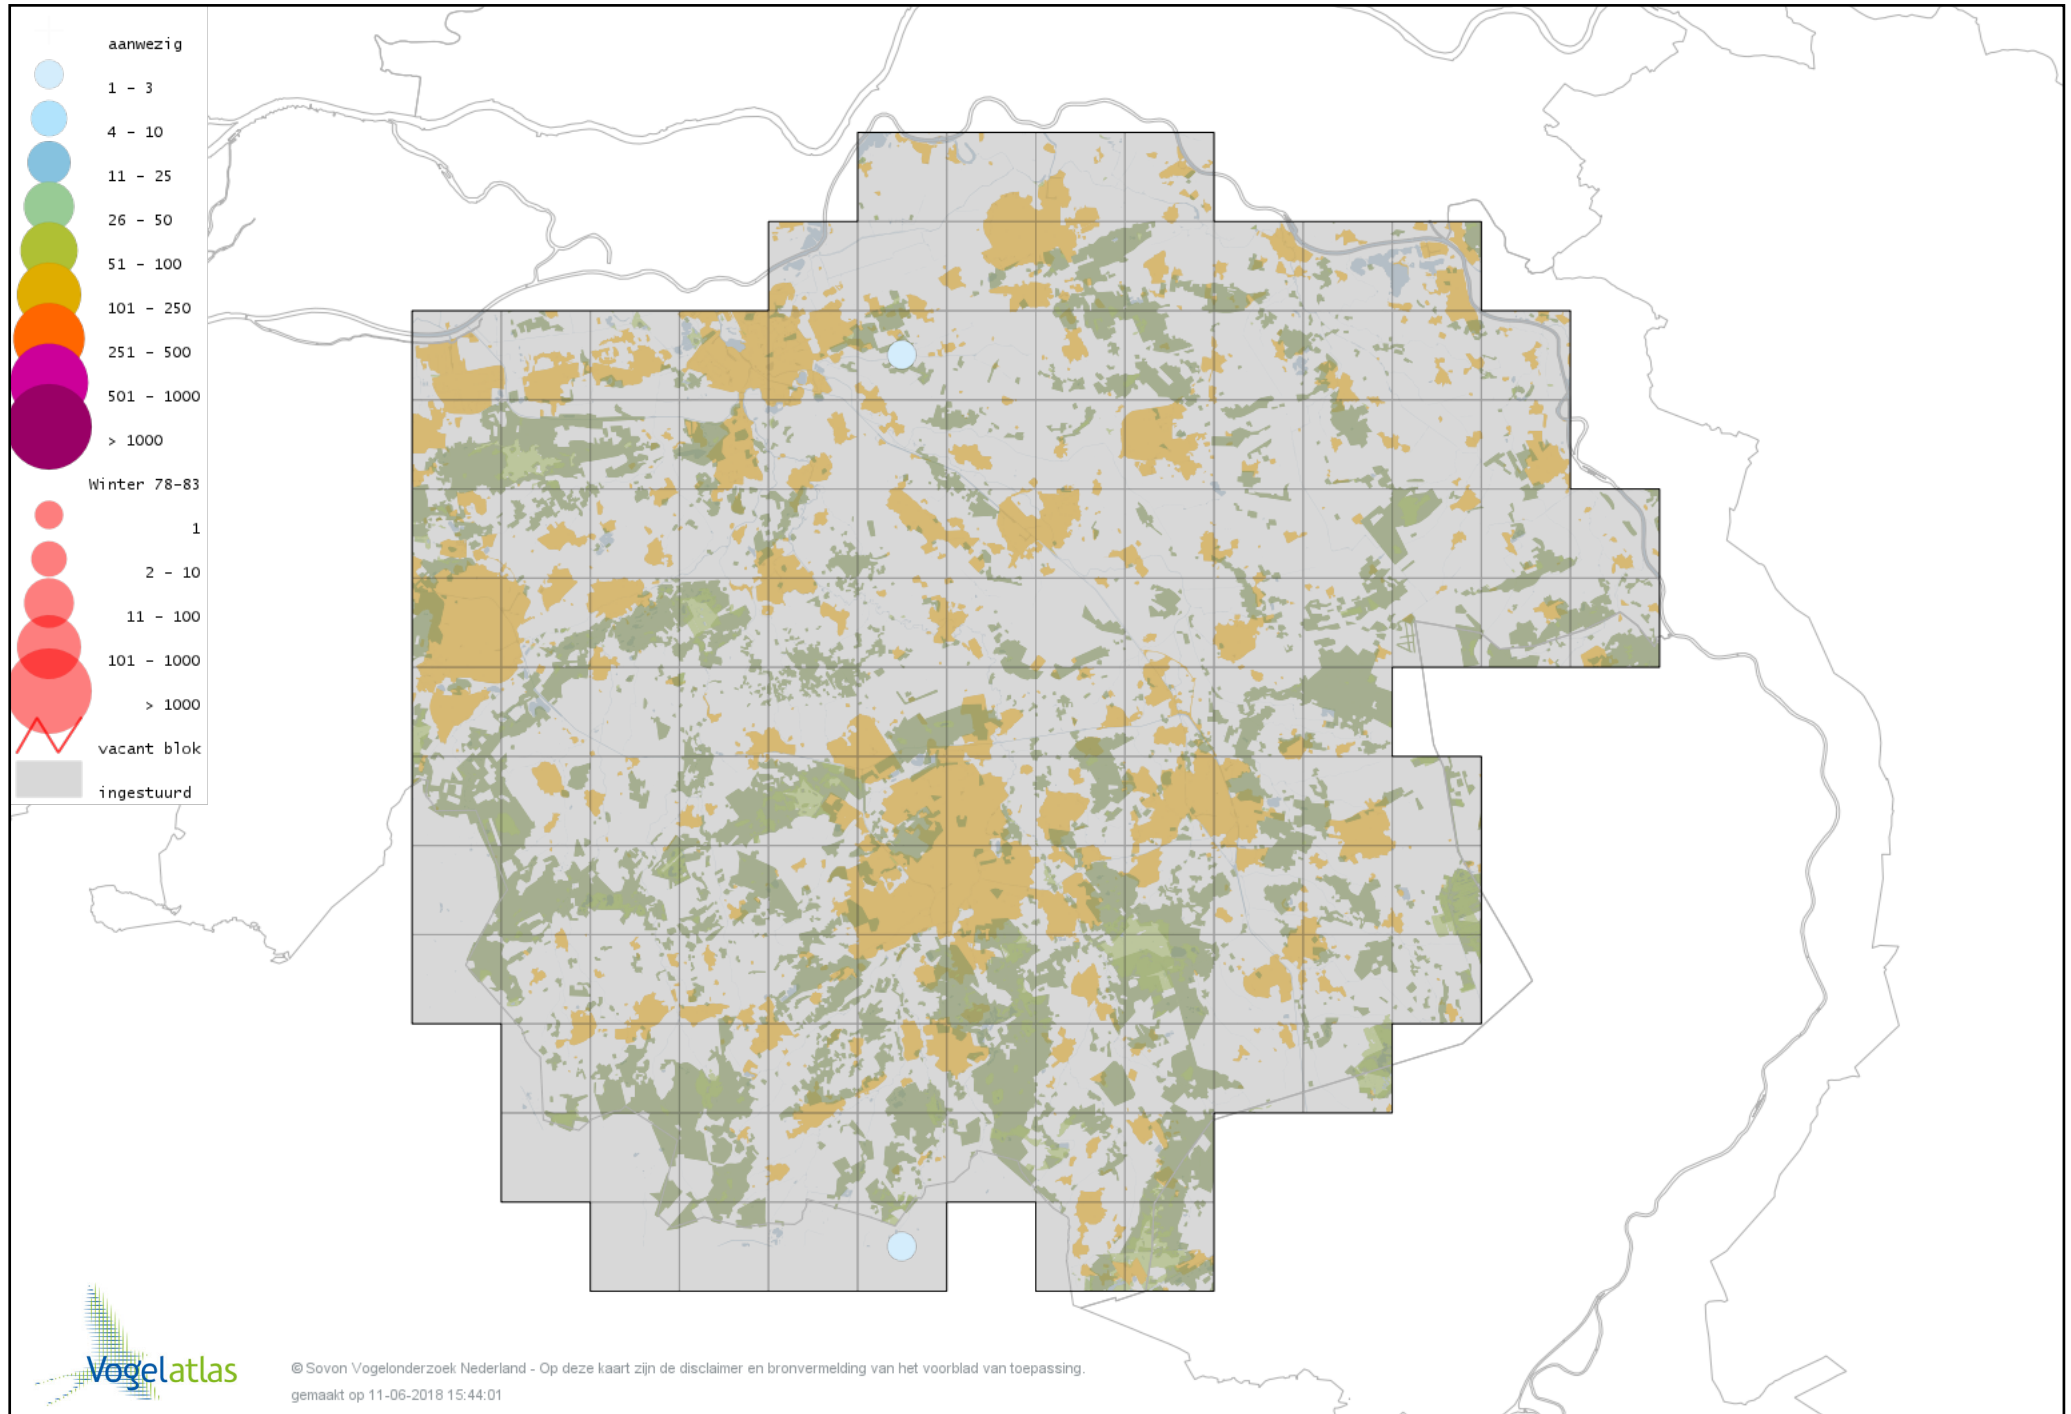 aanwezig
1 - 3
4 - 10
11 - 25
26 - 50
51 - 100
101 - 250
251 - 500
501 - 1000
> 1000
Winter 78-83
1
2 - 10
11 - 100
101 - 1000
> 1000
vacant blok
ingestuurd
Vogelatlas
© Sovon Vogelonderzoek Nederland - Op deze kaart zijn de disclaimer en bronvermelding van het voorblad van toepassing.
gemaakt op 11-06-2018 15:44:01